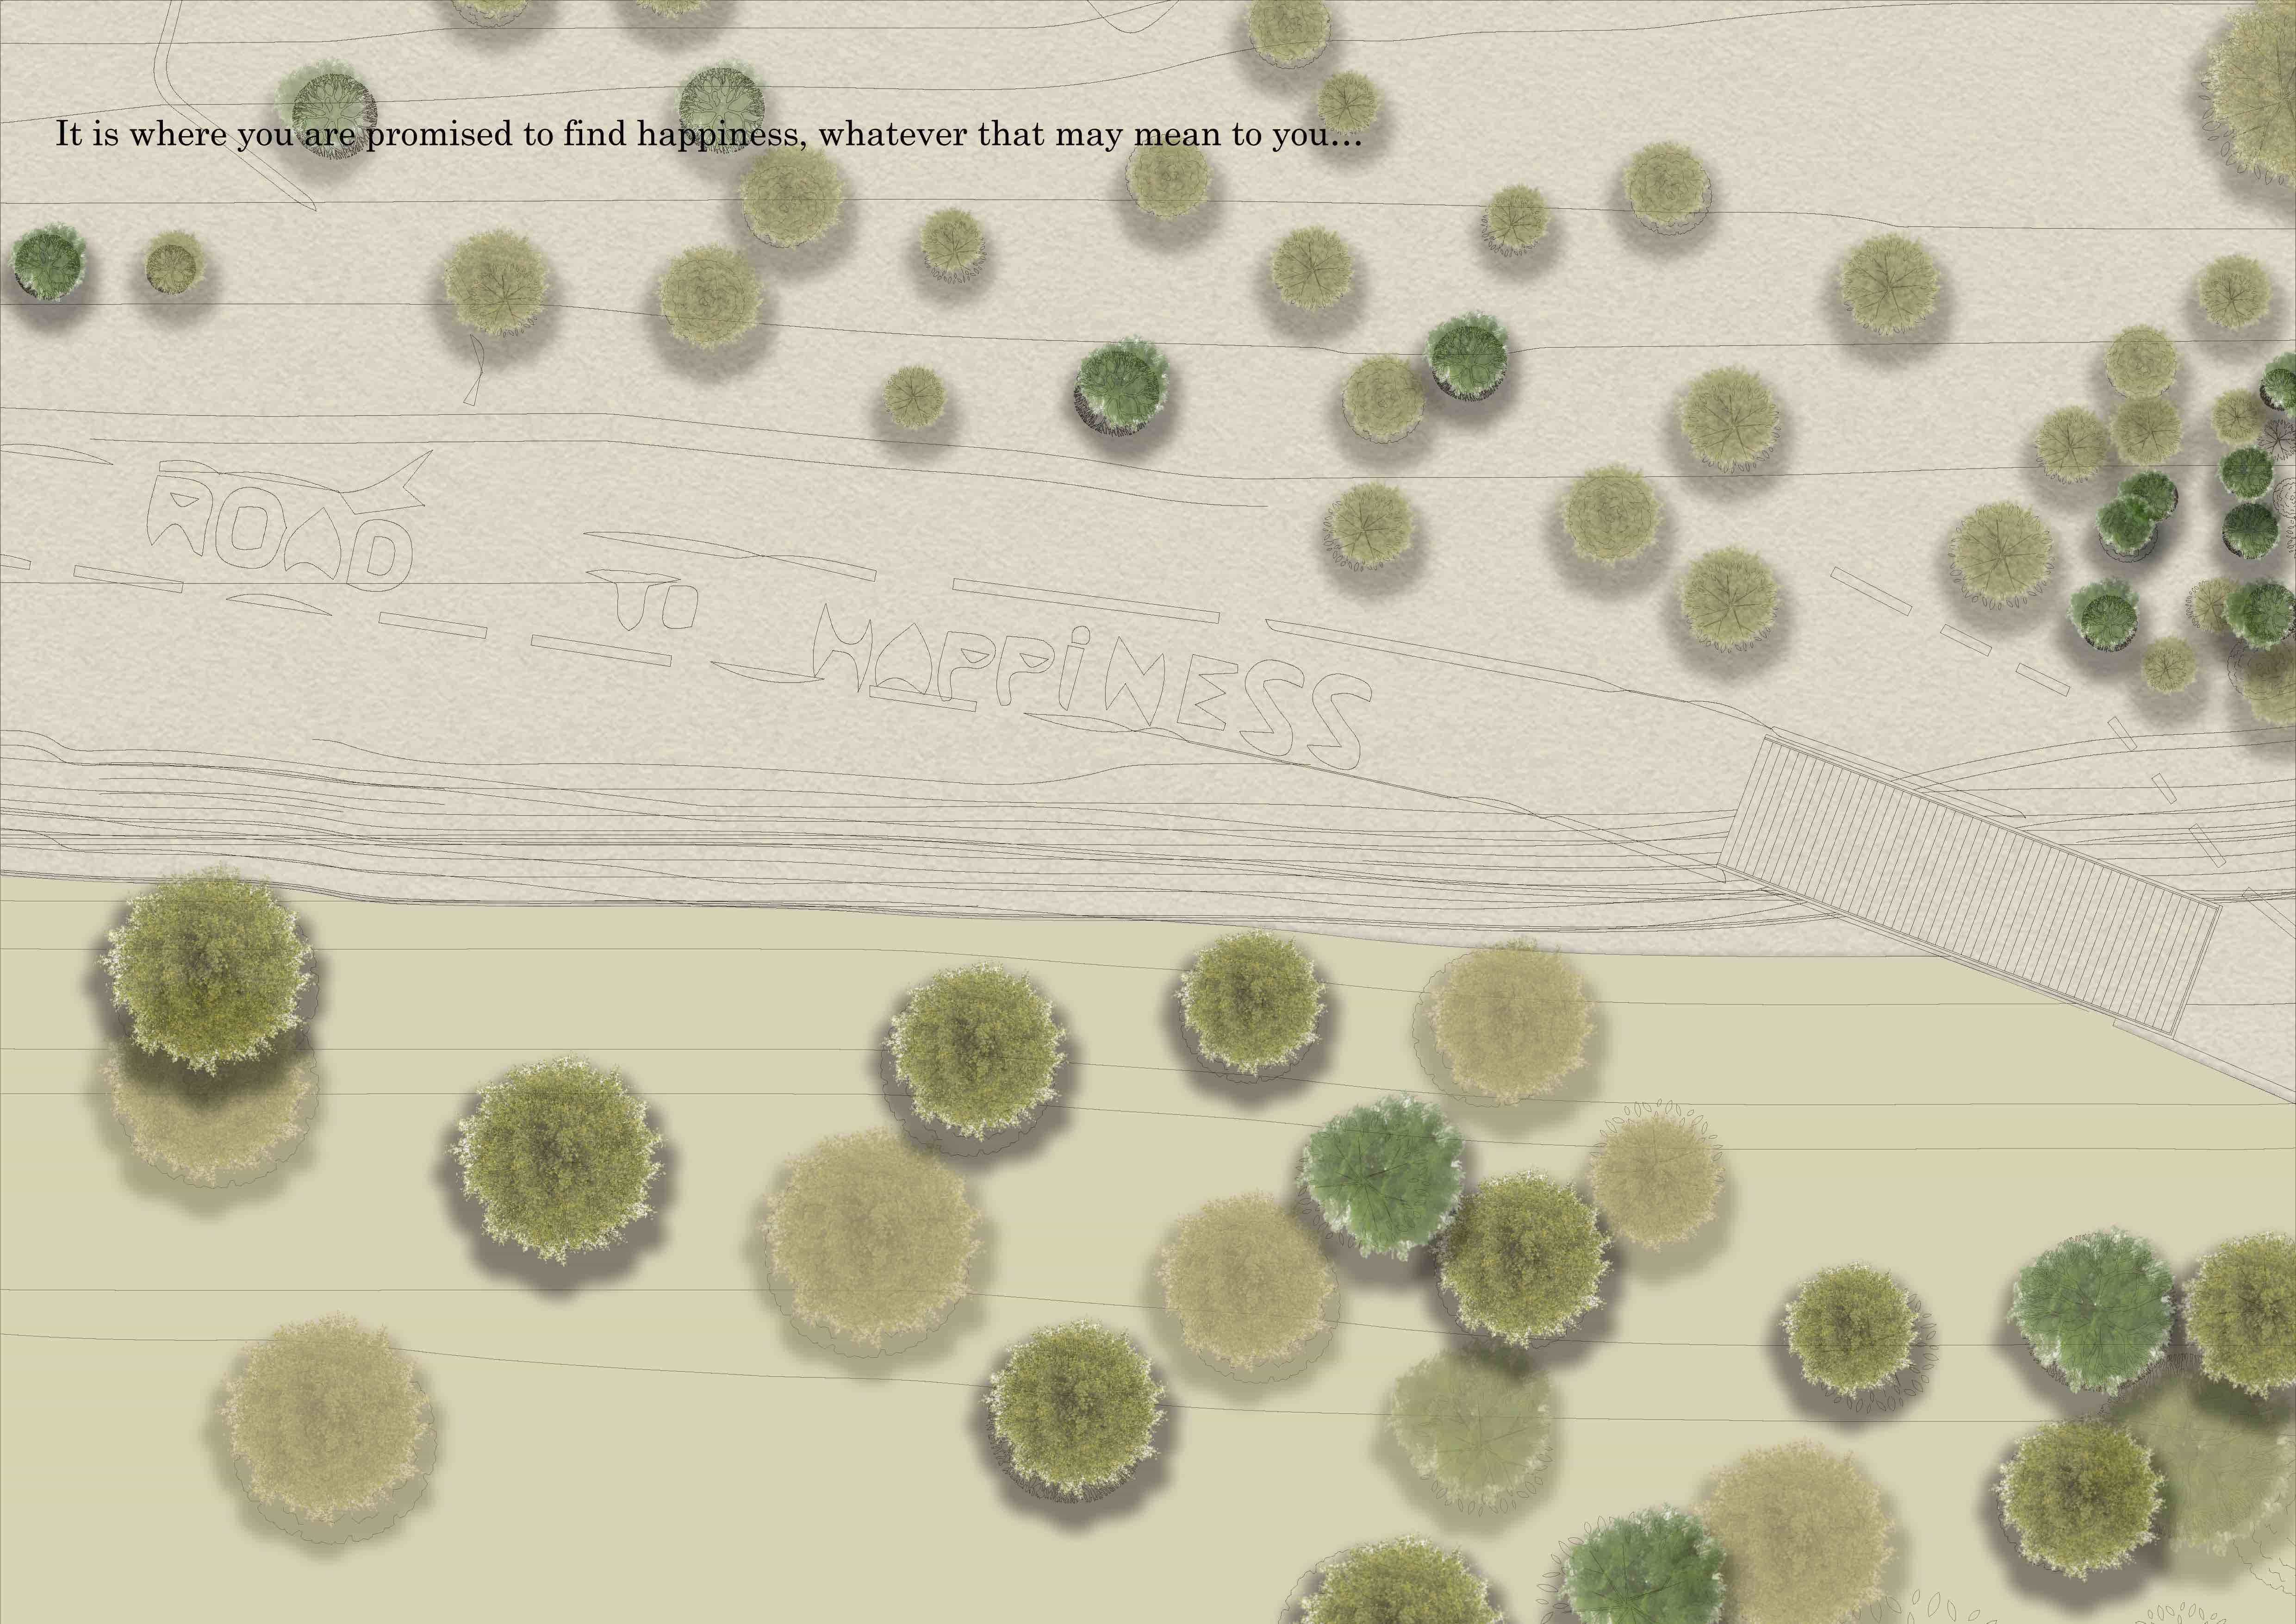 It is where you are promised to find happiness, whatever that may mean to you...
ROAD
TO
HAPPiNESS